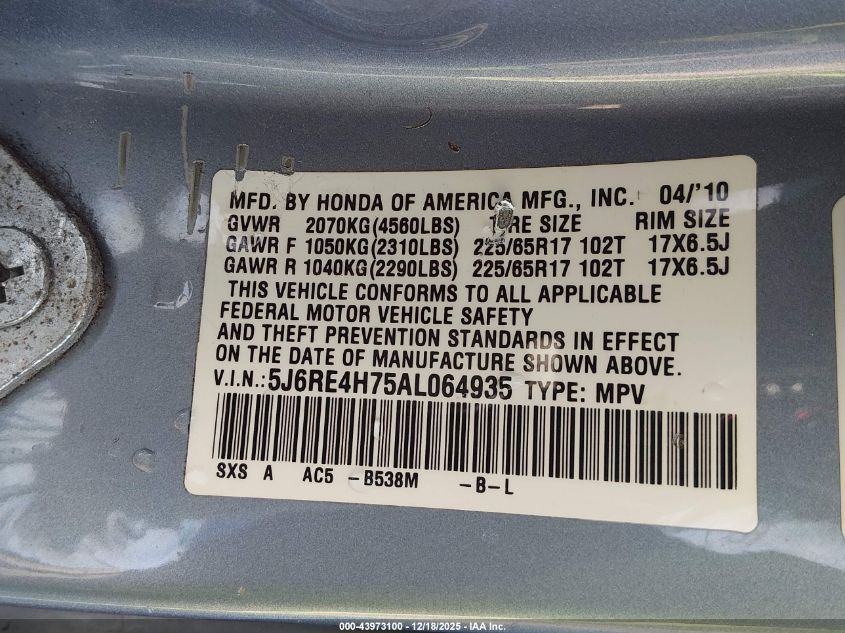 MFD. BY HONDA OF AMERICA MFG., INC. 04/'10
GVWR 2070KG(4560LBS) TIRE SIZE RIM SIZE
GAWR F 1050KG(2310LBS) 225/65R17 102T 17X6.5J
GAWR R 1040KG(2290LBS) 225/65R17 102T 17X6.5J
THIS VEHICLE CONFORMS TO ALL APPLICABLE
FEDERAL MOTOR VEHICLE SAFETY
AND THEFT PREVENTION STANDARDS IN EFFECT
ON THE DATE OF MANUFACTURE SHOWN ABOVE.
V.I.N.:5J6RE4H75AL064935 TYPE: MPV
SXS A AC5 -B538M -B-L
000-43973100 - 12/18/2025 - IAA Inc.